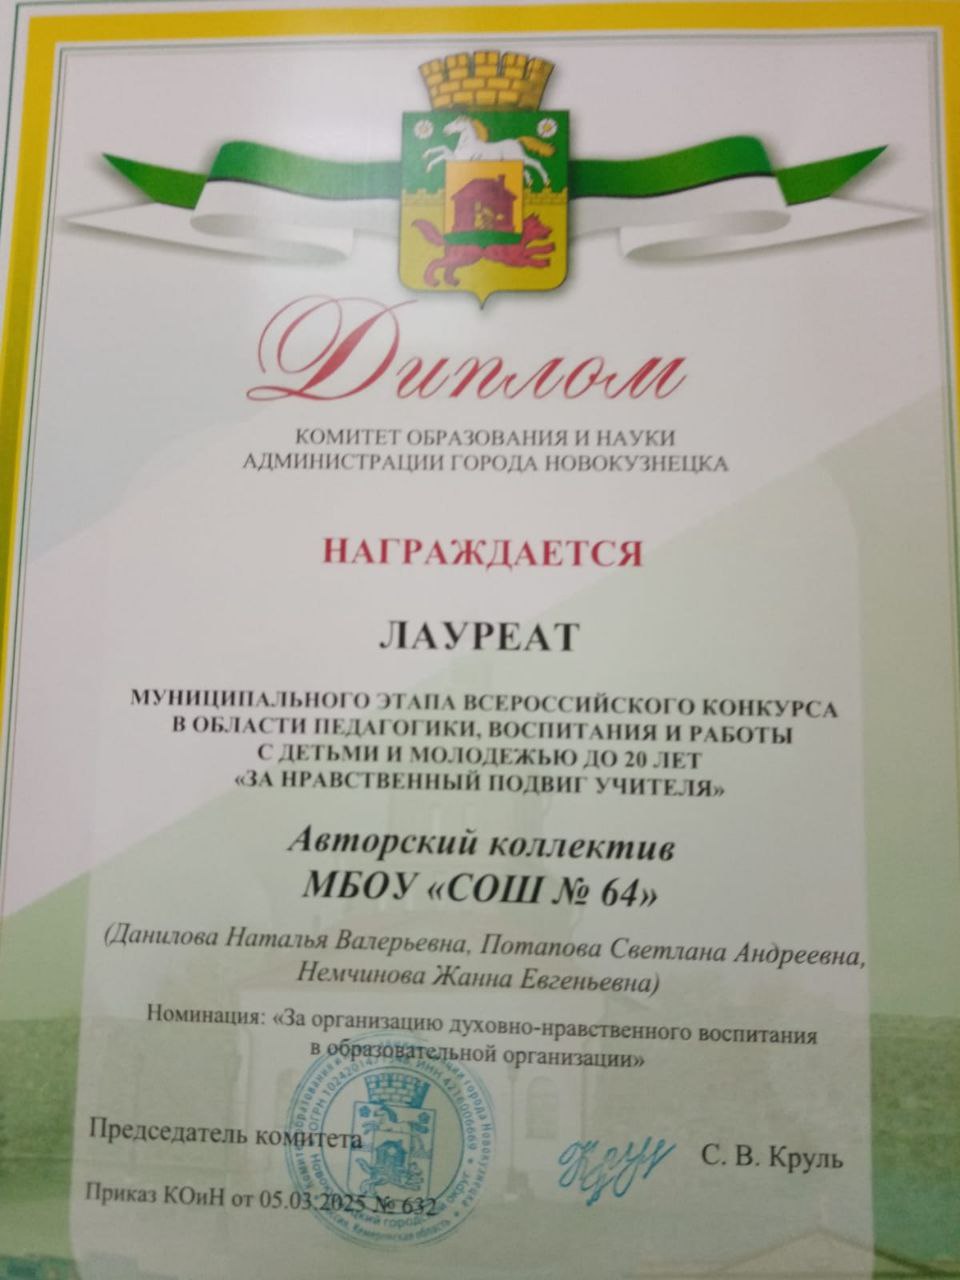 Диплом
КОМИТЕТ ОБРАЗОВАНИЯ И НАУКИ
АДМИНИСТРАЦИИ ГОРОДА НОВОКУЗНЕЦКА
НАГРАЖДАЕТСЯ
ЛАУРЕАТ
МУНИЦИПАЛЬНОГО ЭТАПА ВСЕРОССИЙСКОГО КОНКУРСА
В ОБЛАСТИ ПЕДАГОГИКИ, ВОСПИТАНИЯ И РАБОТЫ
С ДЕТЬМИ И МОЛОДЕЖЬЮ ДО 20 ЛЕТ
«ЗА НРАВСТВЕННЫЙ ПОДВИГ УЧИТЕЛЯ»
Авторский коллектив
МБОУ «СОШ № 64»
(Данилова Наталья Валерьевна, Потапова Светлана Андреевна,
Немчинова Жанна Евгеньевна)
Номинация: «За организацию духовно-нравственного воспитания
в образовательной организации»
Председатель комитета
С. В. Круль
Приказ КОиН от 05.03.2025 № 632